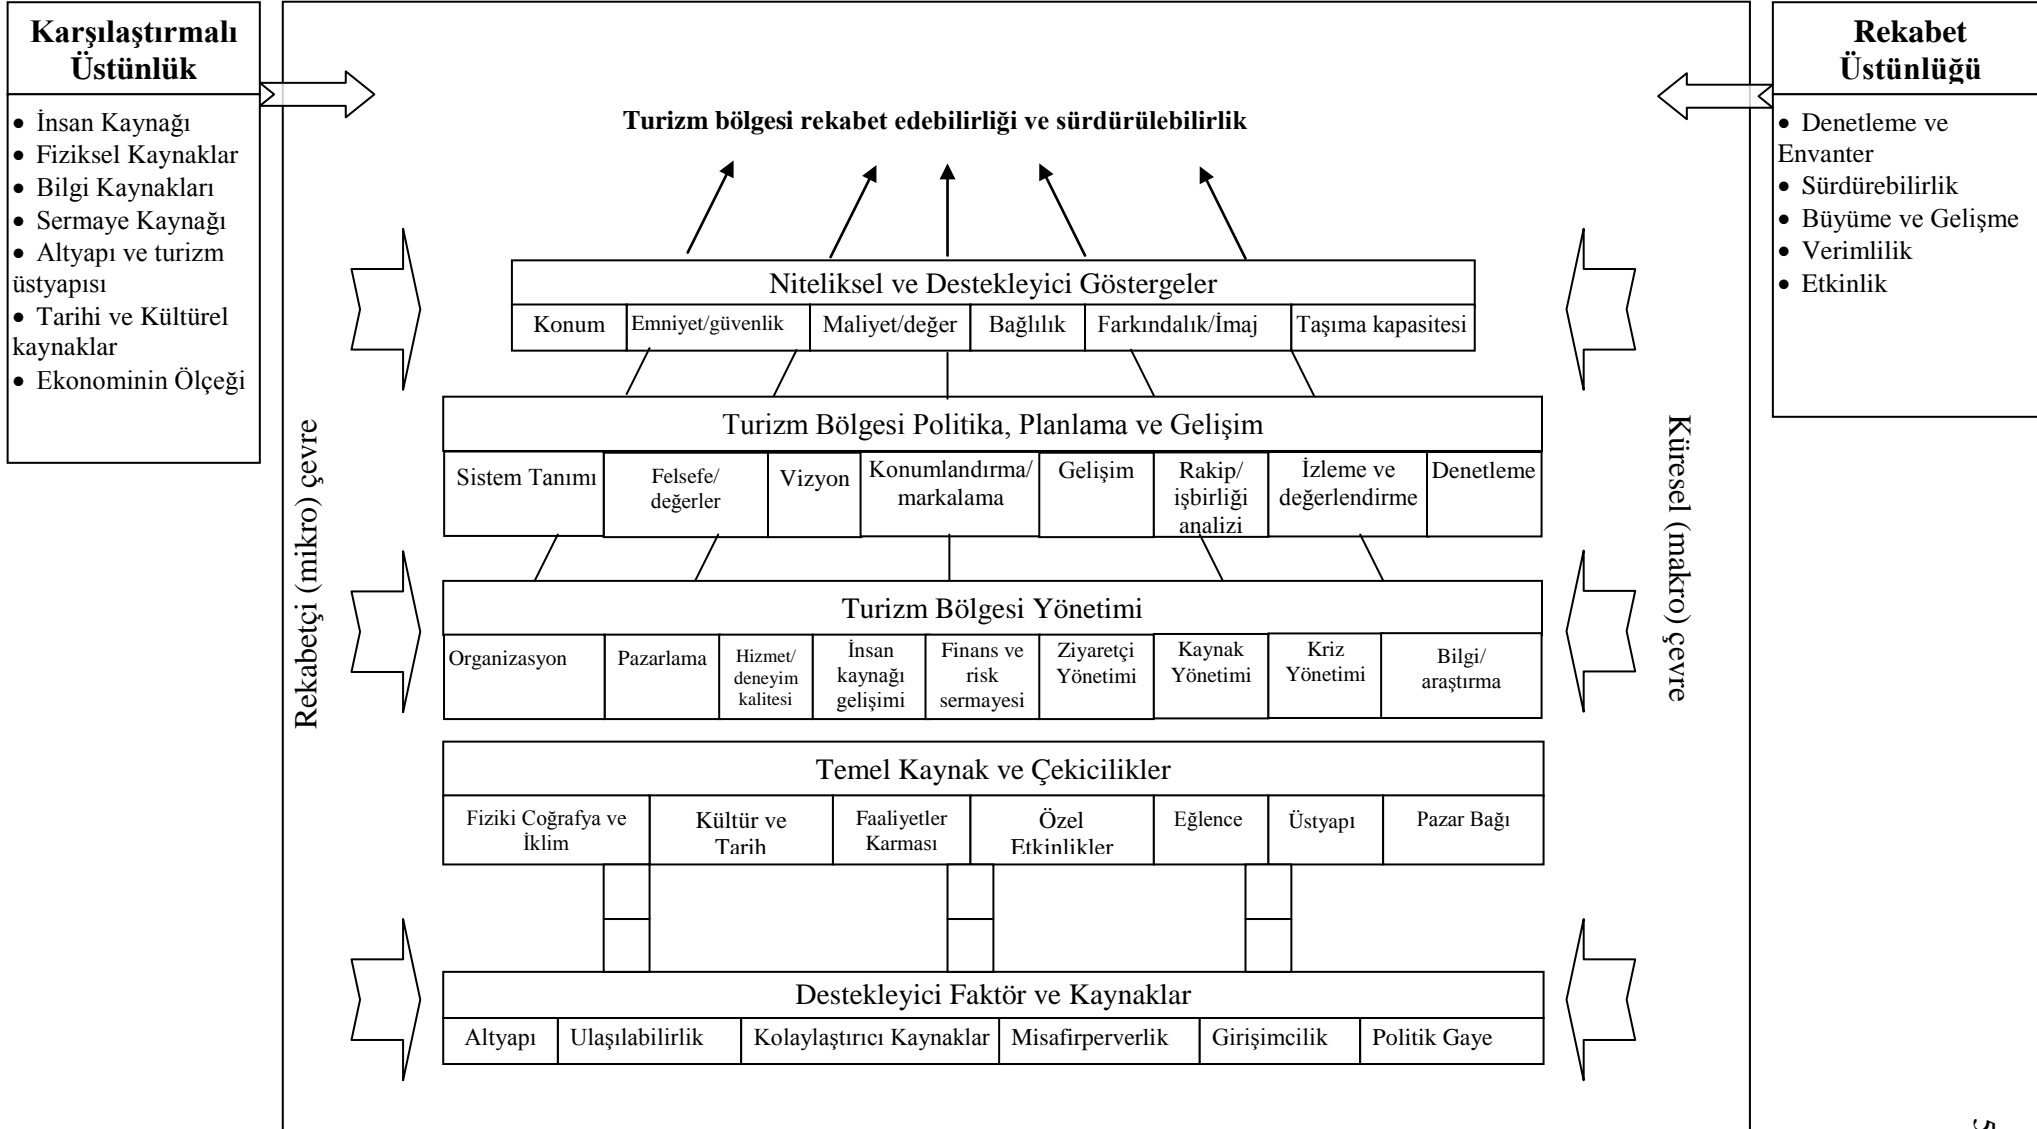 Karşılaştırmalı
Üstünlük
• İnsan Kaynağı
• Fiziksel Kaynaklar
• Bilgi Kaynakları
• Sermaye Kaynağı
• Altyapı ve turizm
üstyapısı
• Tarihi ve Kültürel
kaynaklar
• Ekonominin Ölçeği
Rekabet
Üstünlüğü
• Denetleme ve
Envanter
• Sürdürebilirlik
• Büyüme ve Gelişme
• Verimlilik
• Etkinlik
Turizm bölgesi rekabet edebilirliği ve sürdürülebilirlik
Rekabetçi (mikro) çevre
Küresel (makro) çevre
Niteliksel ve Destekleyici Göstergeler
Konum
Emniyet/güvenlik
Maliyet/değer
Bağlılık
Farkındalık/İmaj
Taşıma kapasitesi
Turizm Bölgesi Politika, Planlama ve Gelişim
Sistem Tanımı
Felsefe/
değerler
Vizyon
Konumlandırma/
markalama
Gelişim
Rakip/
işbirliği
analizi
İzleme ve
değerlendirme
Denetleme
Turizm Bölgesi Yönetimi
Organizasyon
Pazarlama
Hizmet/
deneyim
kalitesi
İnsan
kaynağı
gelişimi
Finans ve
risk
sermayesi
Ziyaretçi
Yönetimi
Kaynak
Yönetimi
Kriz
Yönetimi
Bilgi/
araştırma
Temel Kaynak ve Çekicilikler
Fiziki Coğrafya ve
İklim
Kültür ve
Tarih
Faaliyetler
Karması
Özel
Etkinlikler
Eğlence
Üstyapı
Pazar Bağı
Destekleyici Faktör ve Kaynaklar
Altyapı
Ulaşılabilirlik
Kolaylaştırıcı Kaynaklar
Misafirperverlik
Girişimcilik
Politik Gaye